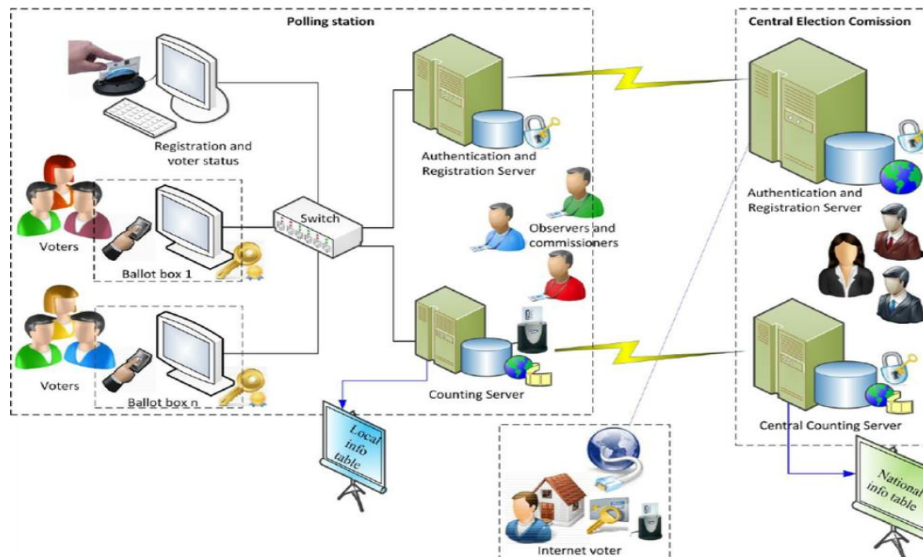 Polling station
Central Election Comission
Registration and
voter status
Authentication and
Registration Server
Authentication and
Registration Server
Switch
Observers and
commissioners
Voters
Ballot box 1
Voters
Ballot box n
Counting Server
Central Counting Server
Local
info
table
National
info table
Internet voter